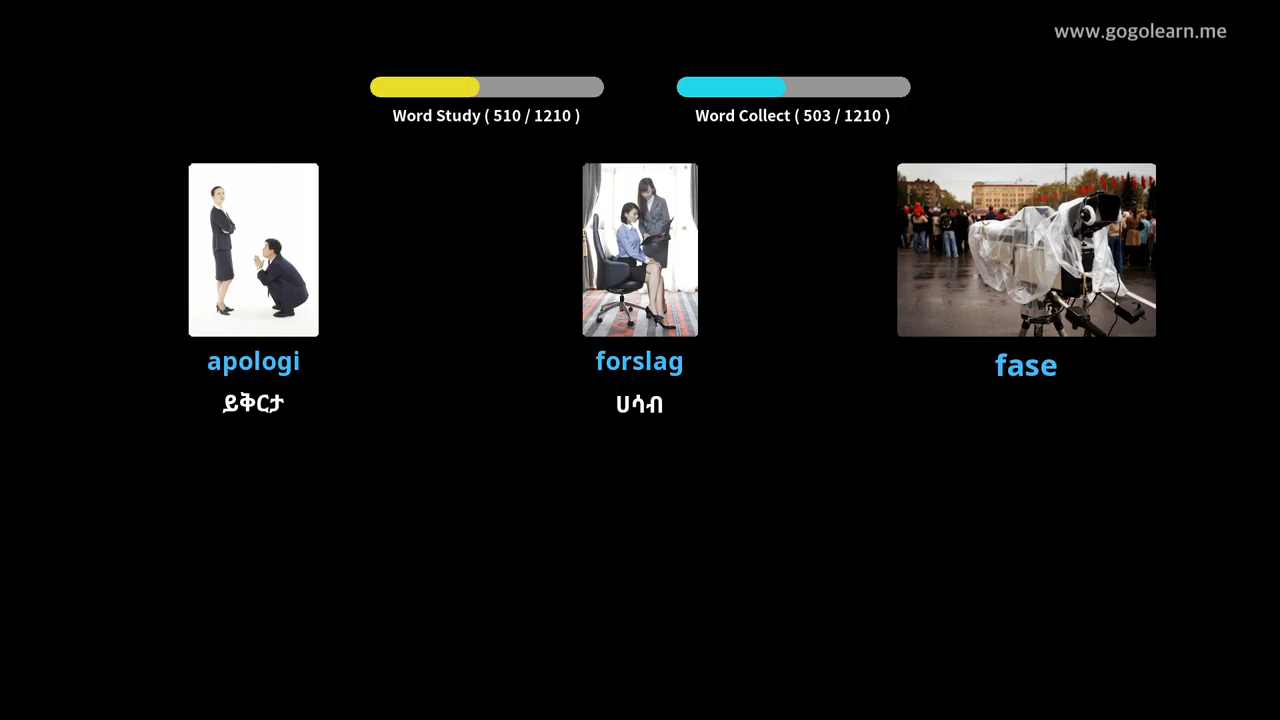 www.gogolearn.me
Word Study ( 510 / 1210 )
Word Collect ( 503 / 1210 )
apologi
ይቅርታ
forslag
ሀሳብ
fase